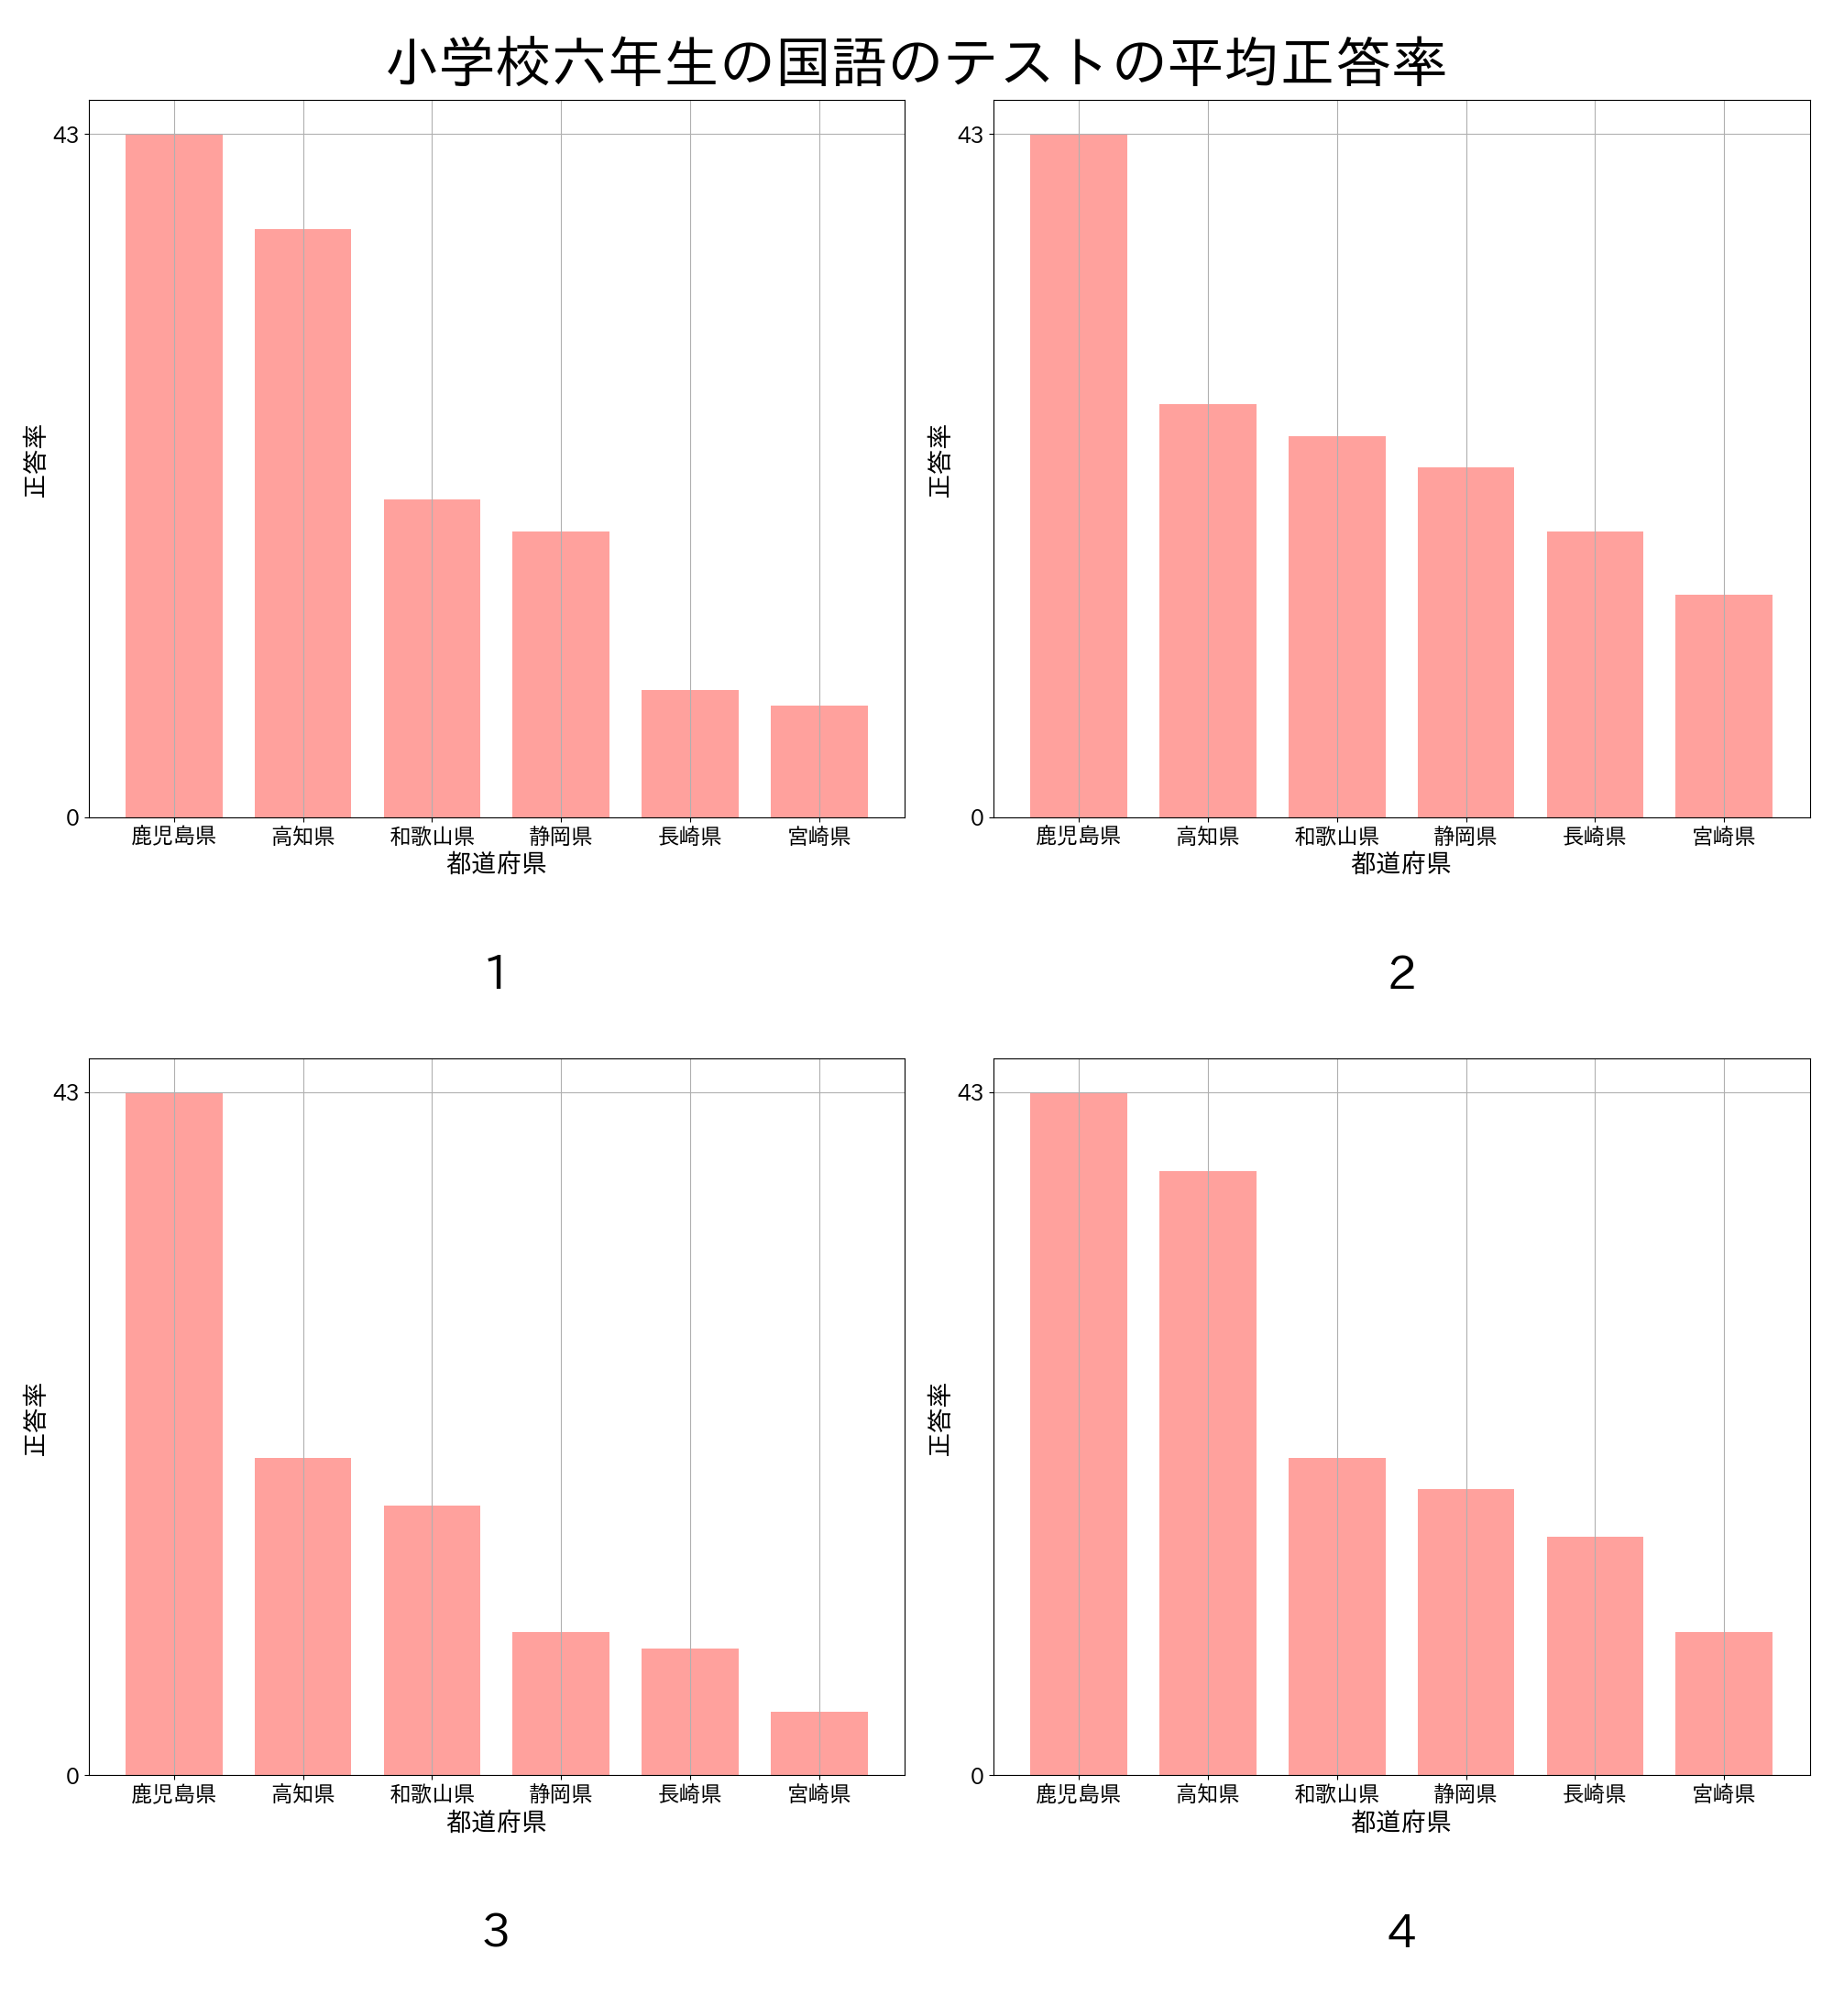 小学校六年生の国語のテストの平均正答率
43
0
正答率
鹿児島県 高知県 和歌山県 静岡県 長崎県 宮崎県
都道府県
1
43
0
正答率
鹿児島県 高知県 和歌山県 静岡県 長崎県 宮崎県
都道府県
2
43
0
正答率
鹿児島県 高知県 和歌山県 静岡県 長崎県 宮崎県
都道府県
3
43
0
正答率
鹿児島県 高知県 和歌山県 静岡県 長崎県 宮崎県
都道府県
4